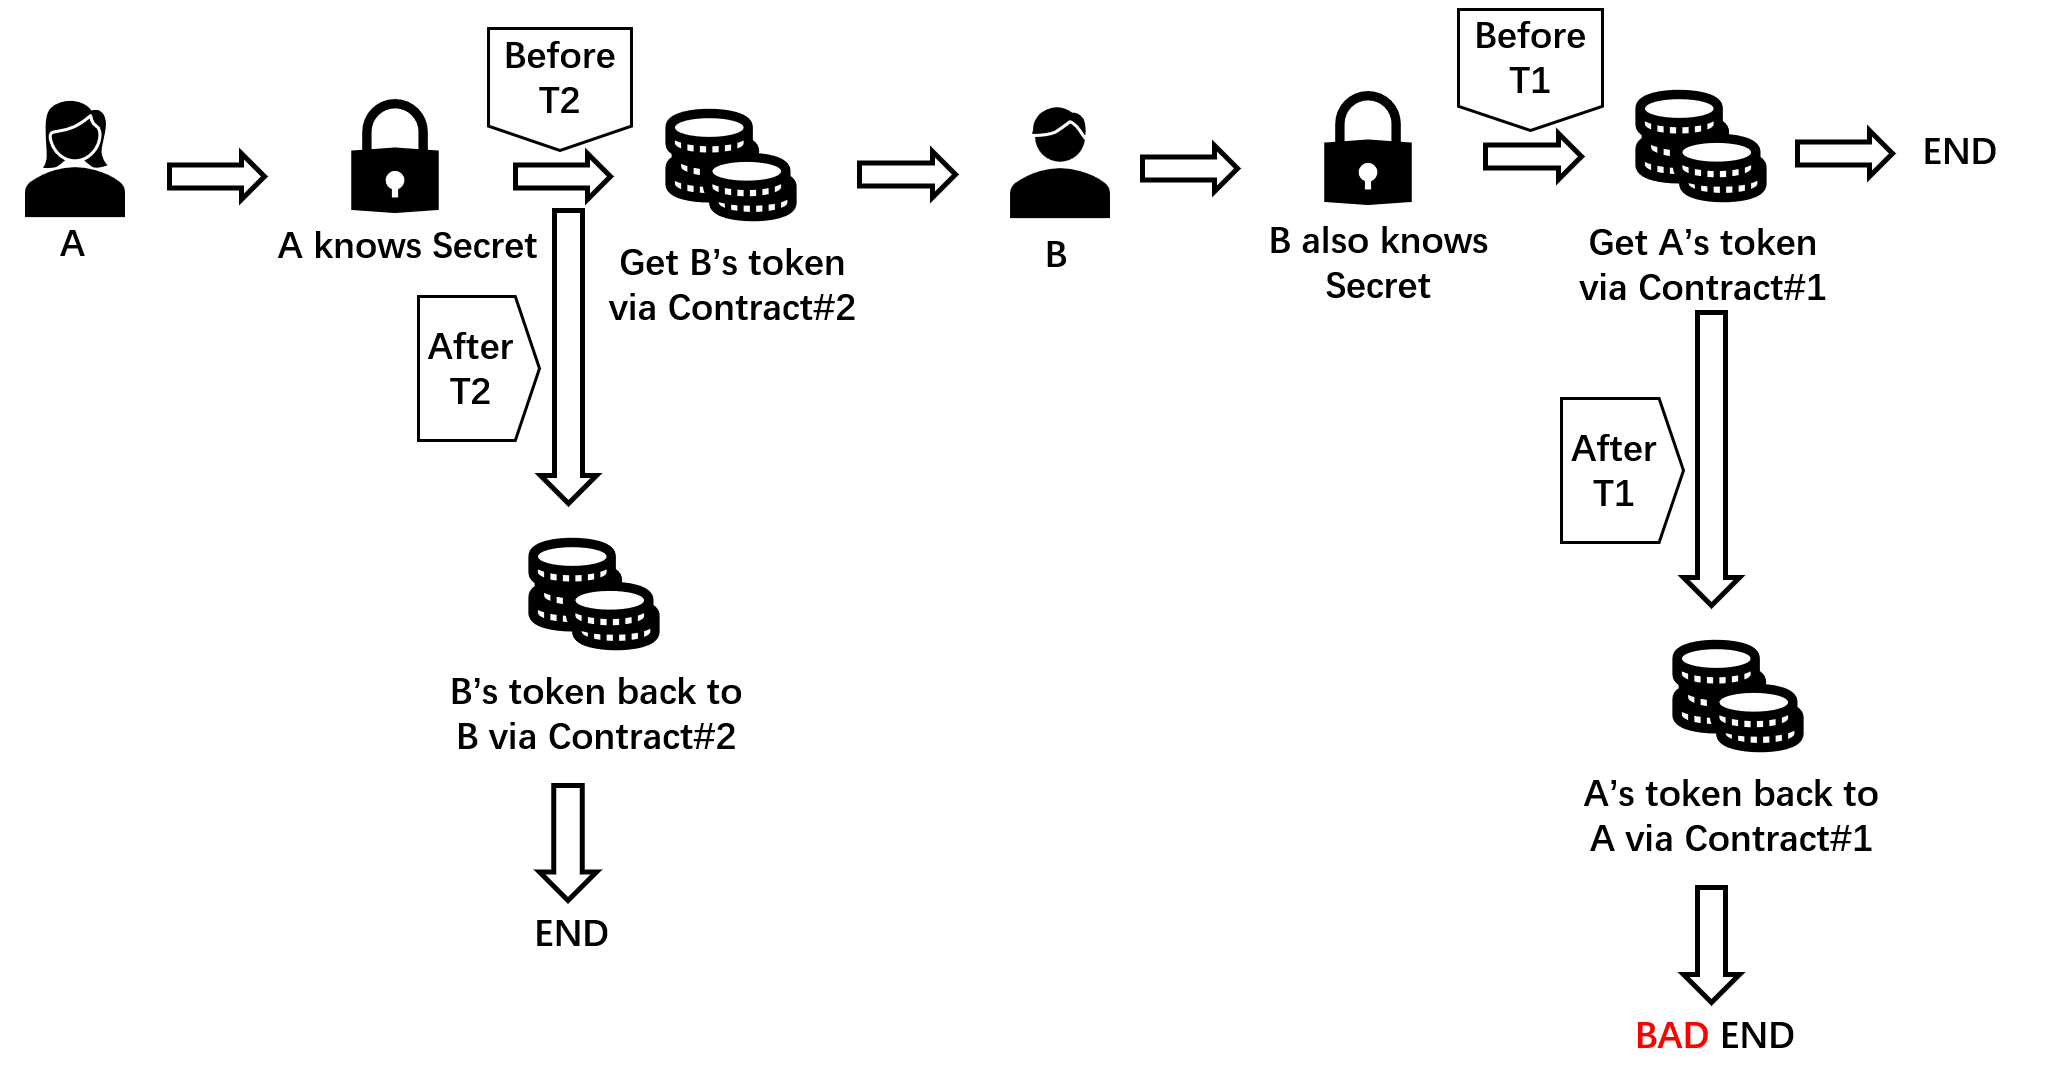 Before
T2
Before
T1
END
A
A knows Secret
Get B's token
via Contract#2
B
B also knows
Secret
Get A's token
via Contract#1
After
T2
After
T1
B's token back to
B via Contract#2
A's token back to
A via Contract#1
END
BAD END